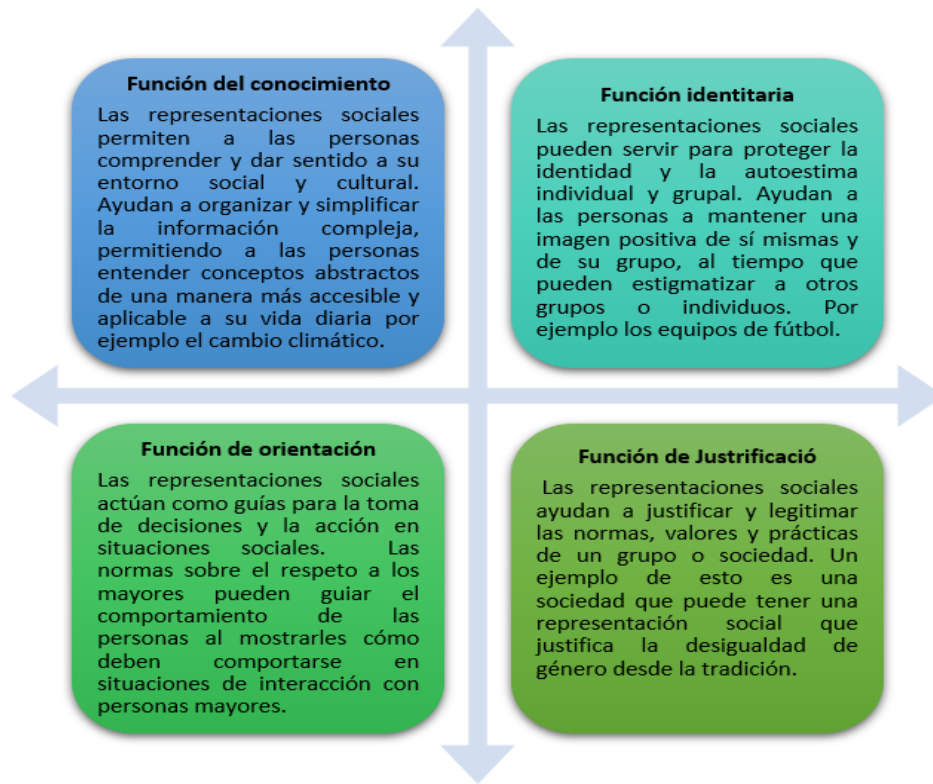 Función del conocimiento
Las representaciones sociales
permiten a las personas
comprender y dar sentido a su
entorno social y cultural.
Ayudan a organizar y simplificar
la información compleja,
permitiendo a las personas
entender conceptos abstractos
de una manera más accesible y
aplicable a su vida diaria por
ejemplo el cambio climático.
Función identitaria
Las representaciones sociales
pueden servir para proteger la
identidad y la autoestima
individual y grupal. Ayudan a
las personas a mantener una
imagen positiva de sí mismas y
de su grupo, al tiempo que
pueden estigmatizar a otros
grupos o individuos. Por
ejemplo los equipos de fútbol.
Función de orientación
Las representaciones sociales
actúan como guías para la toma
de decisiones y la acción en
situaciones sociales. Las
normas sobre el respeto a los
mayores pueden guiar el
comportamiento de las
personas al mostrarles cómo
deben comportarse en
situaciones de interacción con
personas mayores.
Función de Justrificació
Las representaciones sociales
ayudan a justificar y legitimar
las normas, valores y prácticas
de un grupo o sociedad. Un
ejemplo de esto es una
sociedad que puede tener una
representación social que
justifica la desigualdad de
género desde la tradición.